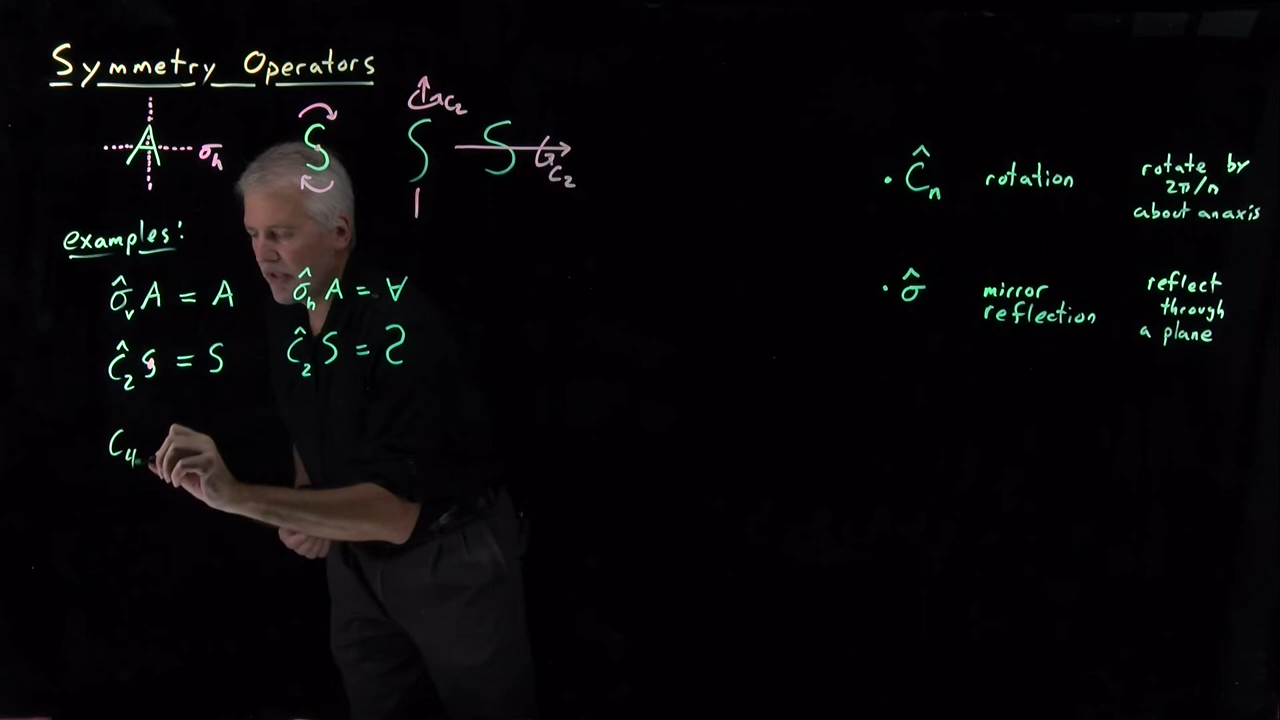 Symmetry Operators
A σₕ S S C₂ S C₂
examples:
σ̂ᵥ A = A σ̂ₕ A = ∀
Ĉ₂ S = S Ĉ₂ S = Ƨ
C₄
· Ĉₙ rotation rotate by
2π/n
about an axis
· σ̂ mirror reflection reflect
through
a plane